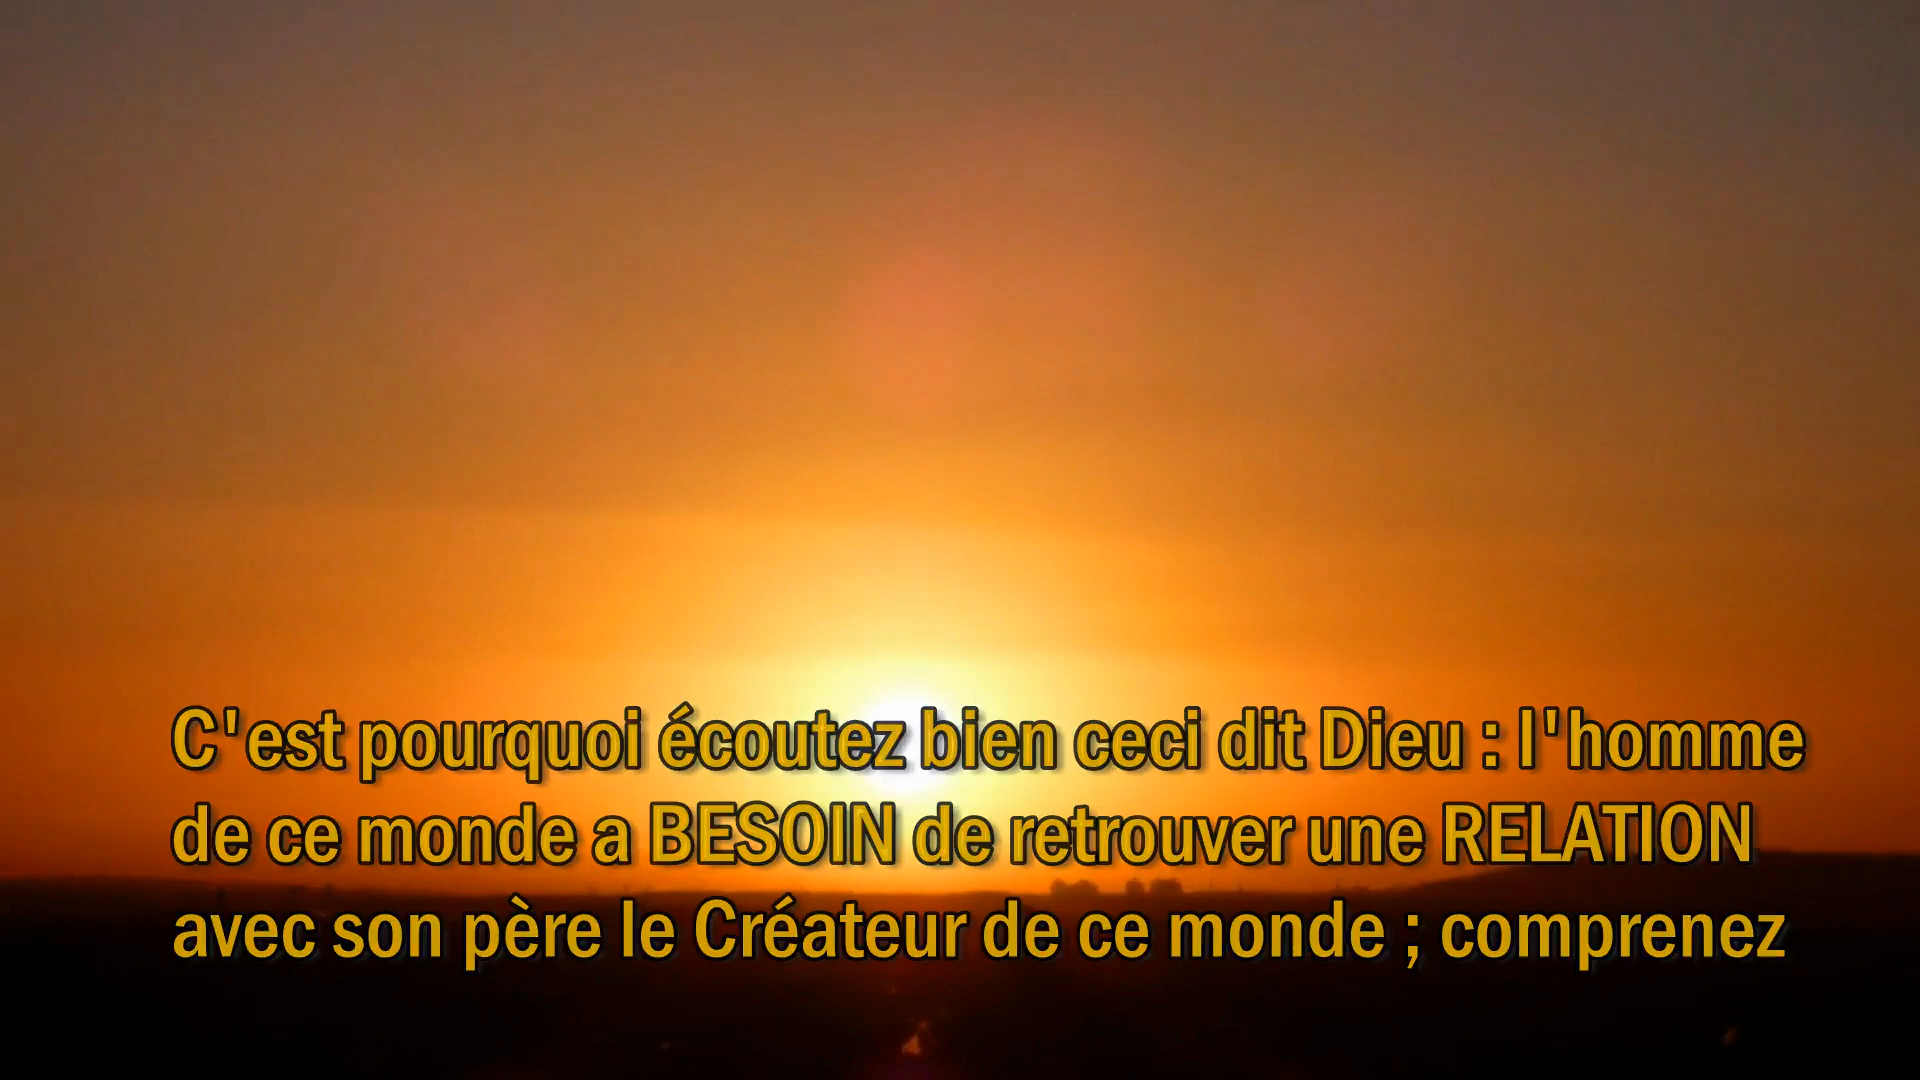 C'est pourquoi écoutez bien ceci dit Dieu : l'homme
de ce monde a BESOIN de retrouver une RELATION
avec son père le Créateur de ce monde ; comprenez